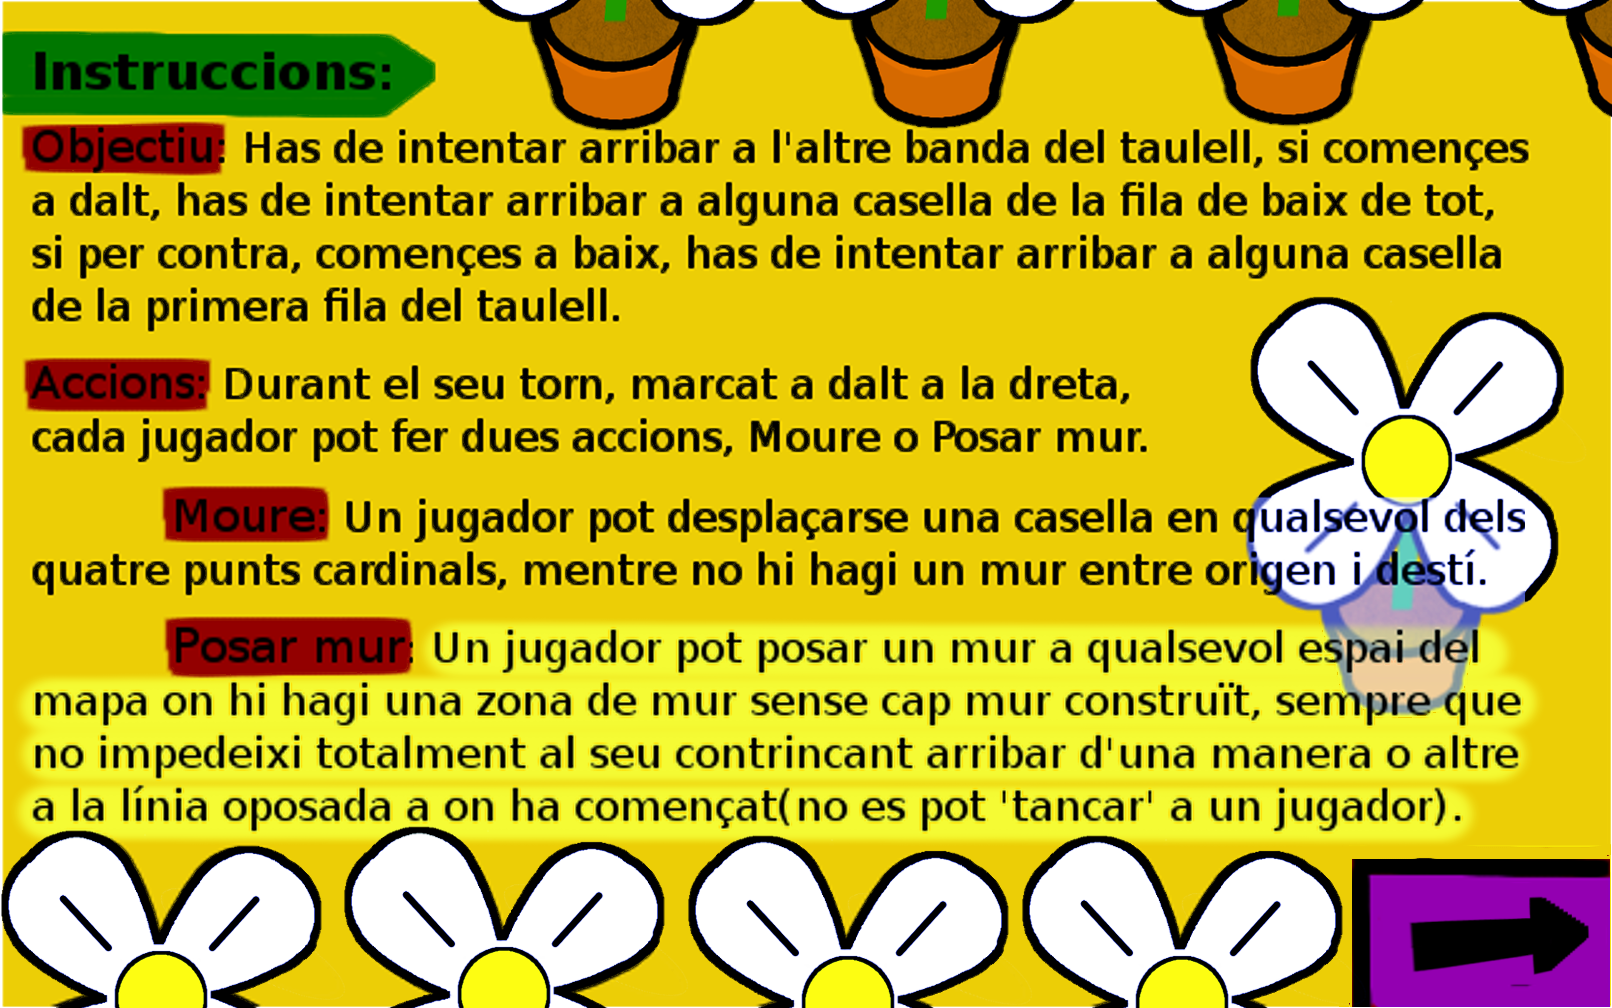 Instruccions:
Objectiu: Has de intentar arribar a l'altre banda del taulell, si començes
a dalt, has de intentar arribar a alguna casella de la fila de baix de tot,
si per contra, començes a baix, has de intentar arribar a alguna casella
de la primera fila del taulell.
Accions: Durant el seu torn, marcat a dalt a la dreta,
cada jugador pot fer dues accions, Moure o Posar mur.
Moure: Un jugador pot desplaçarse una casella en qualsevol dels
quatre punts cardinals, mentre no hi hagi un mur entre origen i destí.
Posar mur: Un jugador pot posar un mur a qualsevol espai del
mapa on hi hagi una zona de mur sense cap mur construït, sempre que
no impedeixi totalment al seu contrincant arribar d'una manera o altre
a la línia oposada a on ha començat(no es pot 'tancar' a un jugador).